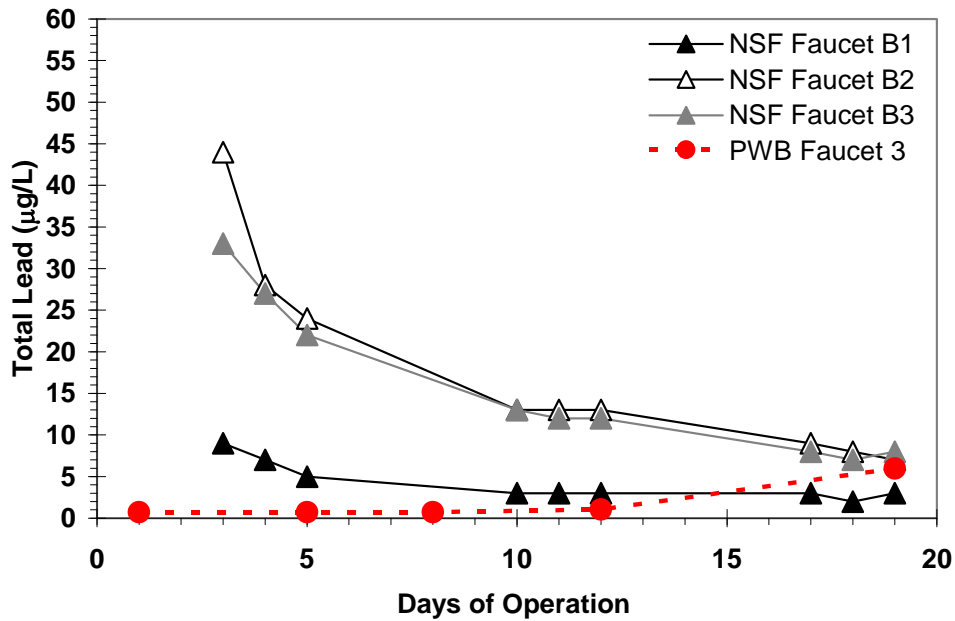 60
55
50
45
40
35
30
25
20
15
10
5
0
Total Lead (µg/L)
NSF Faucet B1
NSF Faucet B2
NSF Faucet B3
PWB Faucet 3
0 5 10 15 20
Days of Operation